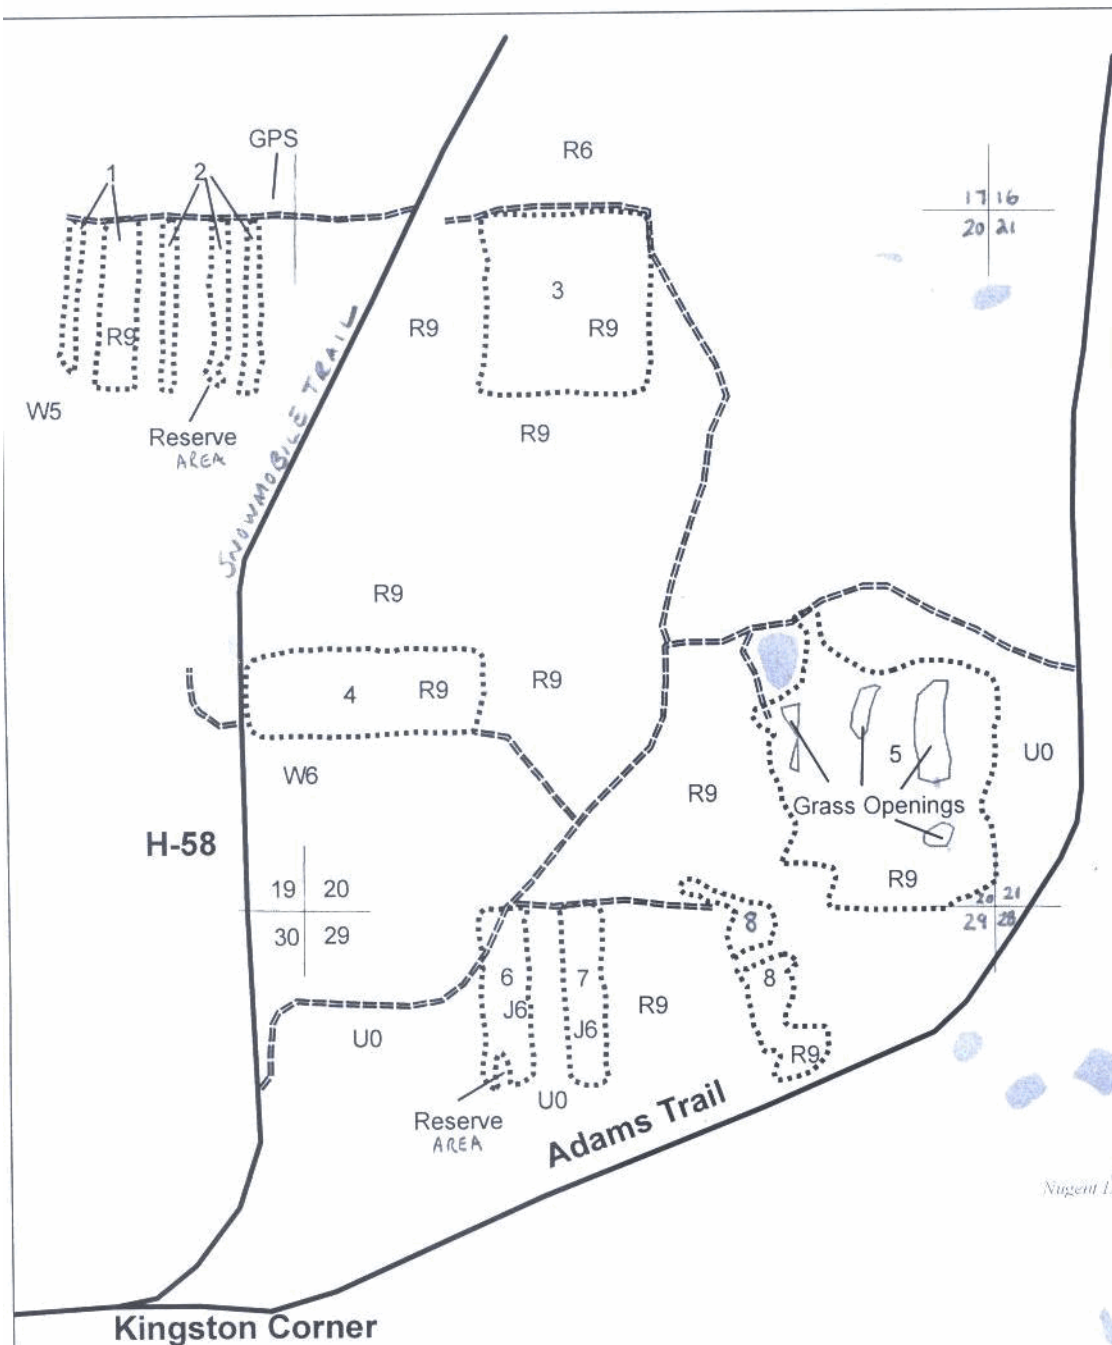 GPS
R6
1
2
17 16
20 21
3
R9
R9
R9
W5
Reserve
AREA
SNOWMOBILE TRAIL
R9
R9
4
R9
R9
W6
5
U0
R9
Grass Openings
H-58
R9
19 20
30 29
20 21
29 28
8
6
J6
7
J6
R9
8
R9
U0
Reserve
AREA
U0
Adams Trail
Kingston Corner